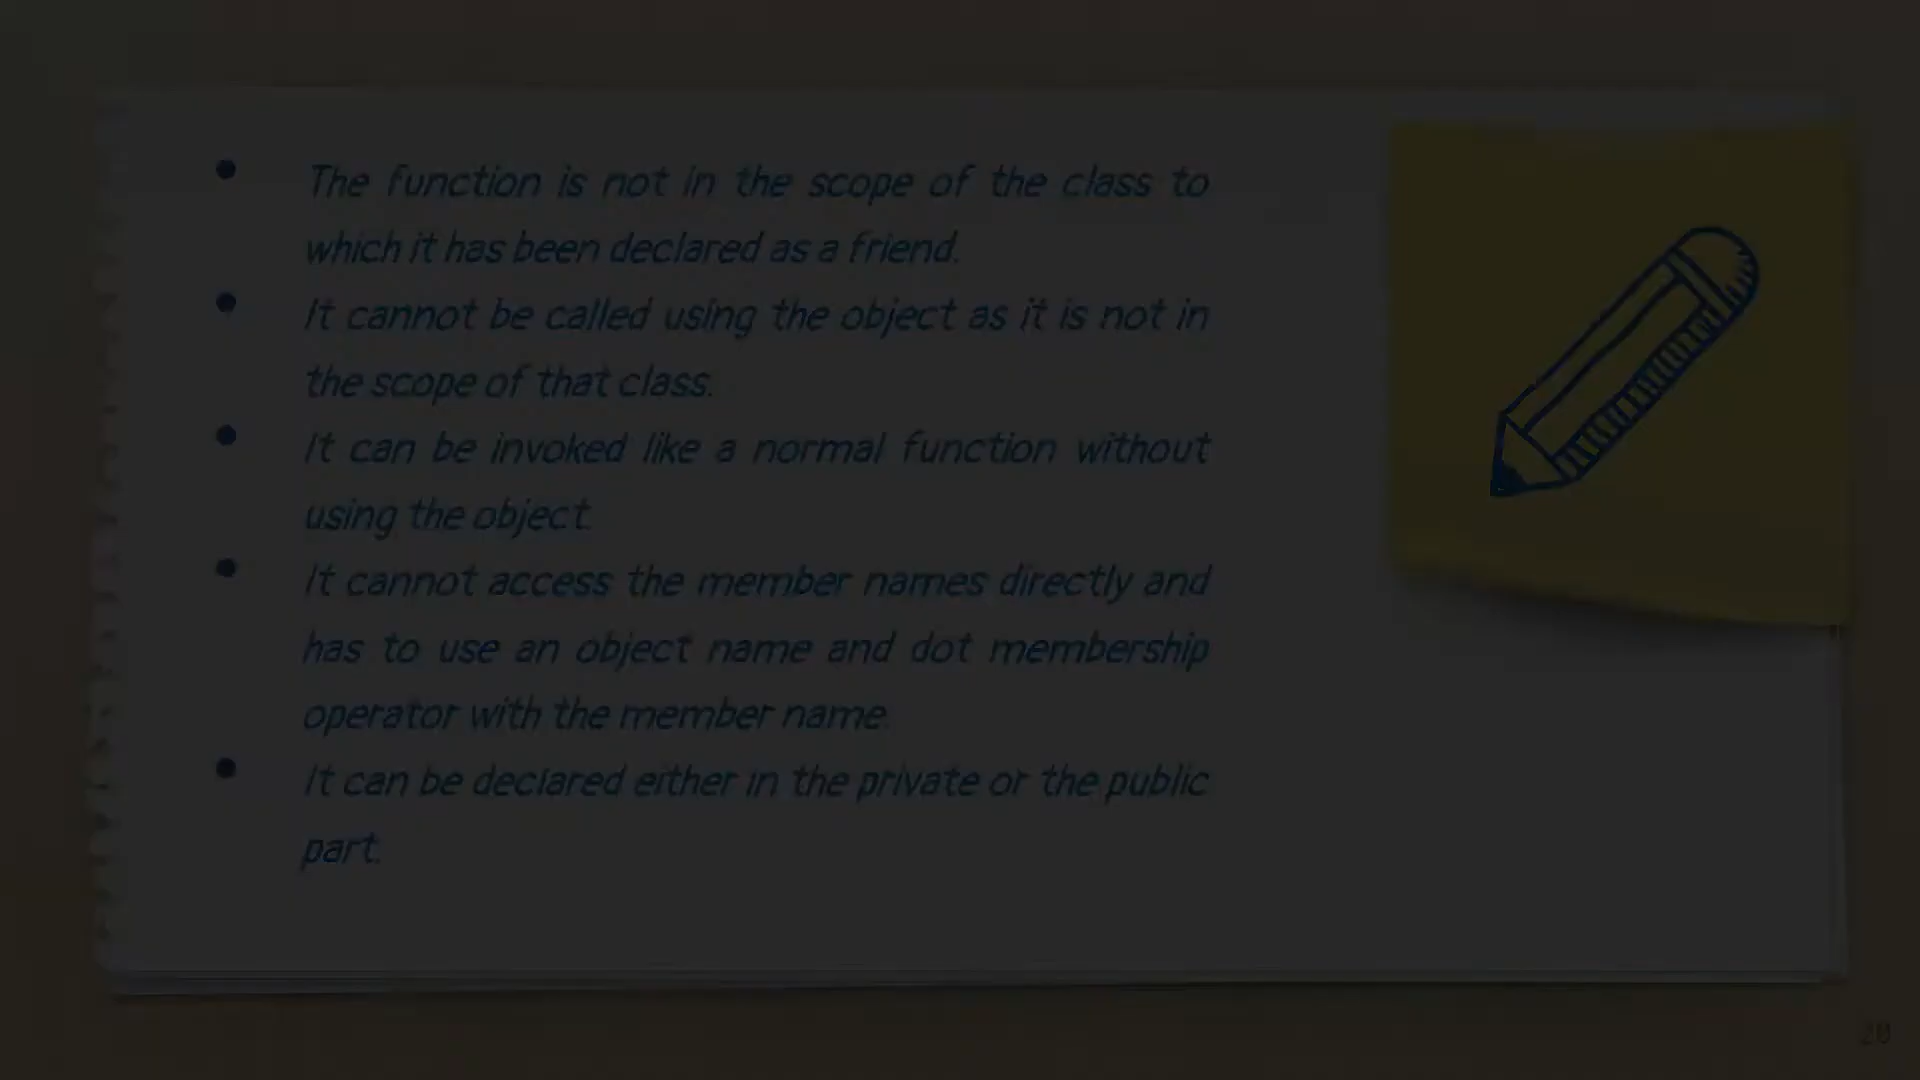 • The function is not in the scope of the class to
which it has been declared as a friend.
• It cannot be called using the object as it is not in
the scope of that class.
• It can be invoked like a normal function without
using the object.
• It cannot access the member names directly and
has to use an object name and dot membership
operator with the member name.
• It can be declared either in the private or the public
part.
20